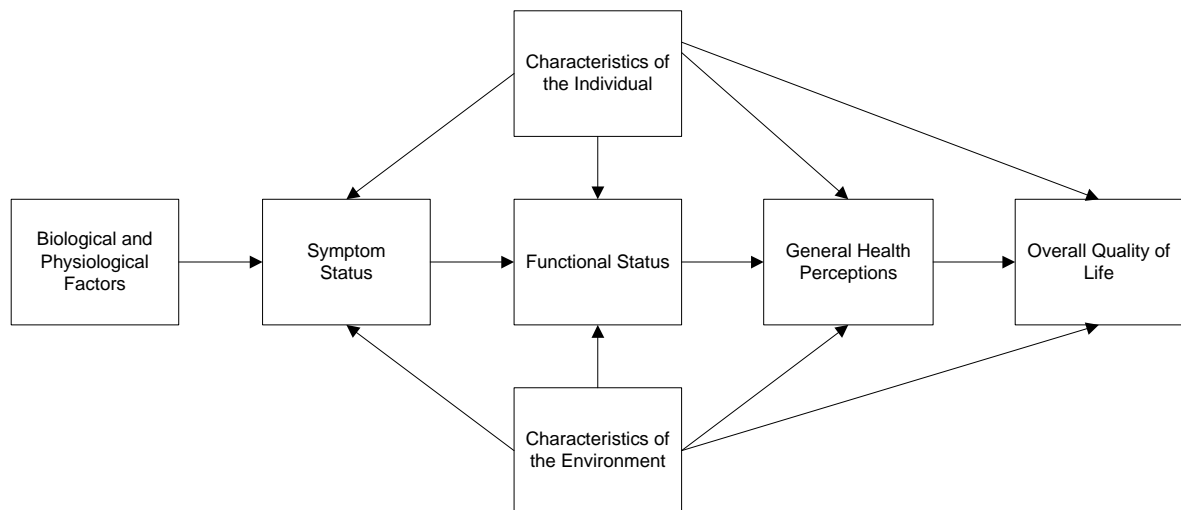 Characteristics of
the Individual
Biological and
Physiological
Factors
Symptom
Status
Functional Status
General Health
Perceptions
Overall Quality of
Life
Characteristics of
the Environment